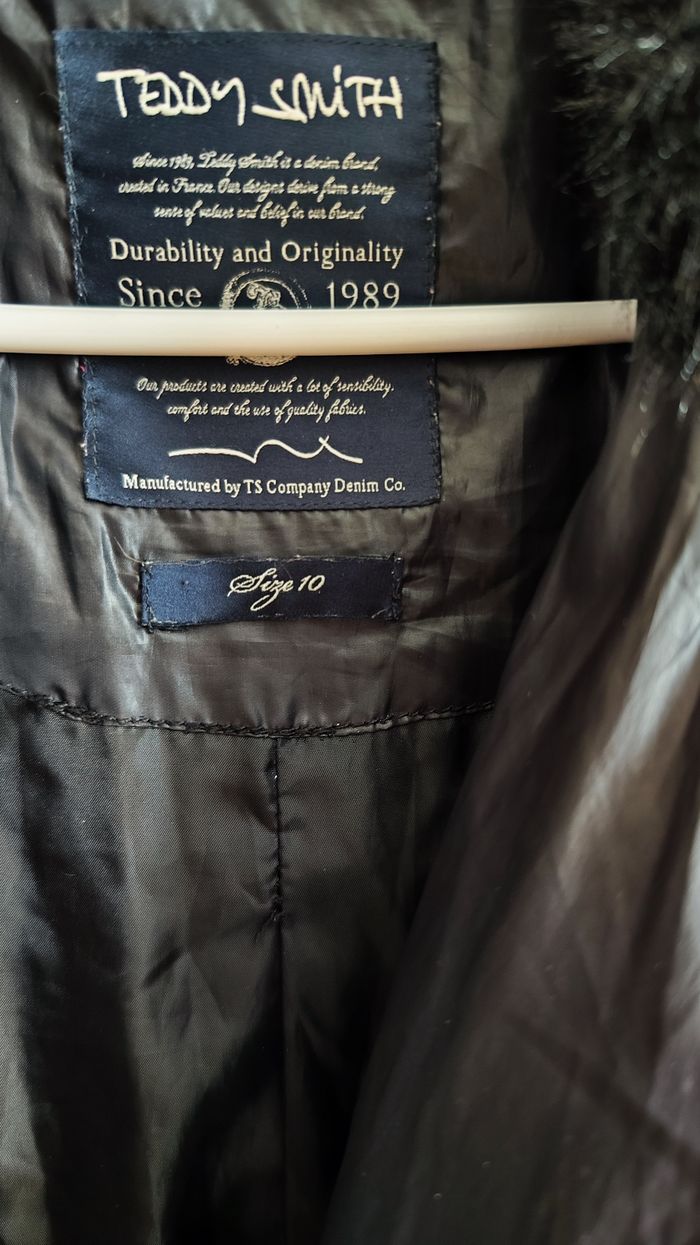 TEDDY SMITH
Since 1989, Teddy Smith is a denim brand,
created in France. Our designs derive from a strong
sense of values and belief in our brand.
Durability and Originality
Since 1989
Our products are created with a lot of sensibility.
comfort and the use of quality fabrics.
Manufactured by TS Company Denim Co.
Size 10